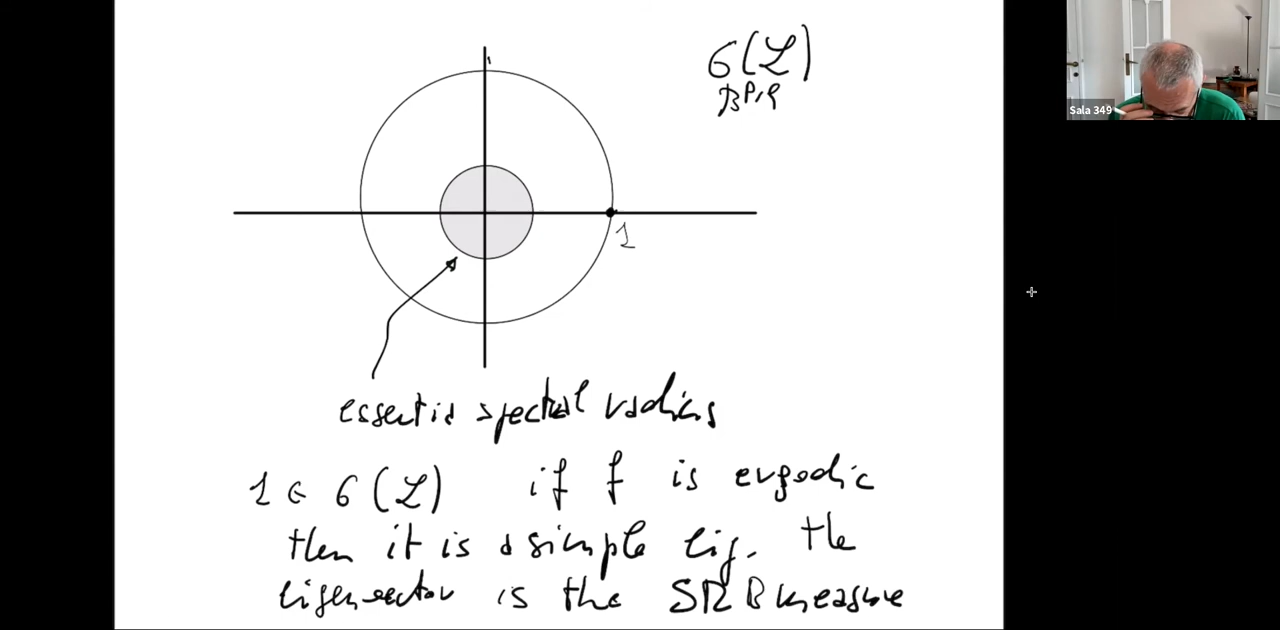 σ(ℒ)
B^{p,q}
Sala 349
1
essential spectral radius
1 ∈ σ(ℒ) if f is ergodic
then it is a simple eig. The
eigenvector is the SRB measure